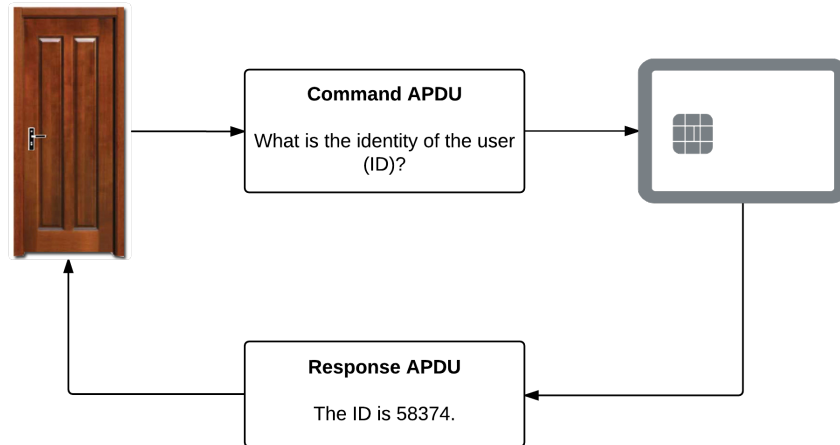 Command APDU
What is the identity of the user
(ID)?
Response APDU
The ID is 58374.